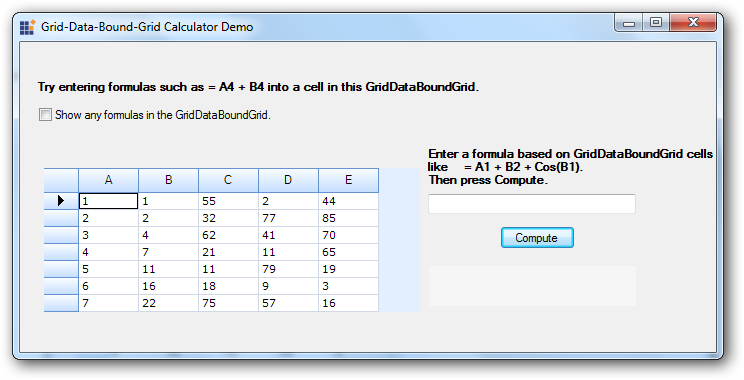 Grid-Data-Bound-Grid Calculator Demo
Try entering formulas such as = A4 + B4 into a cell in this GridDataBoundGrid.
Show any formulas in the GridDataBoundGrid.
A B C D E
1 1 55 2 44
2 2 32 77 85
3 4 62 41 70
4 7 21 11 65
5 11 11 79 19
6 16 18 9 3
7 22 75 57 16
Enter a formula based on GridDataBoundGrid cells
like = A1 + B2 + Cos(B1).
Then press Compute.
Compute